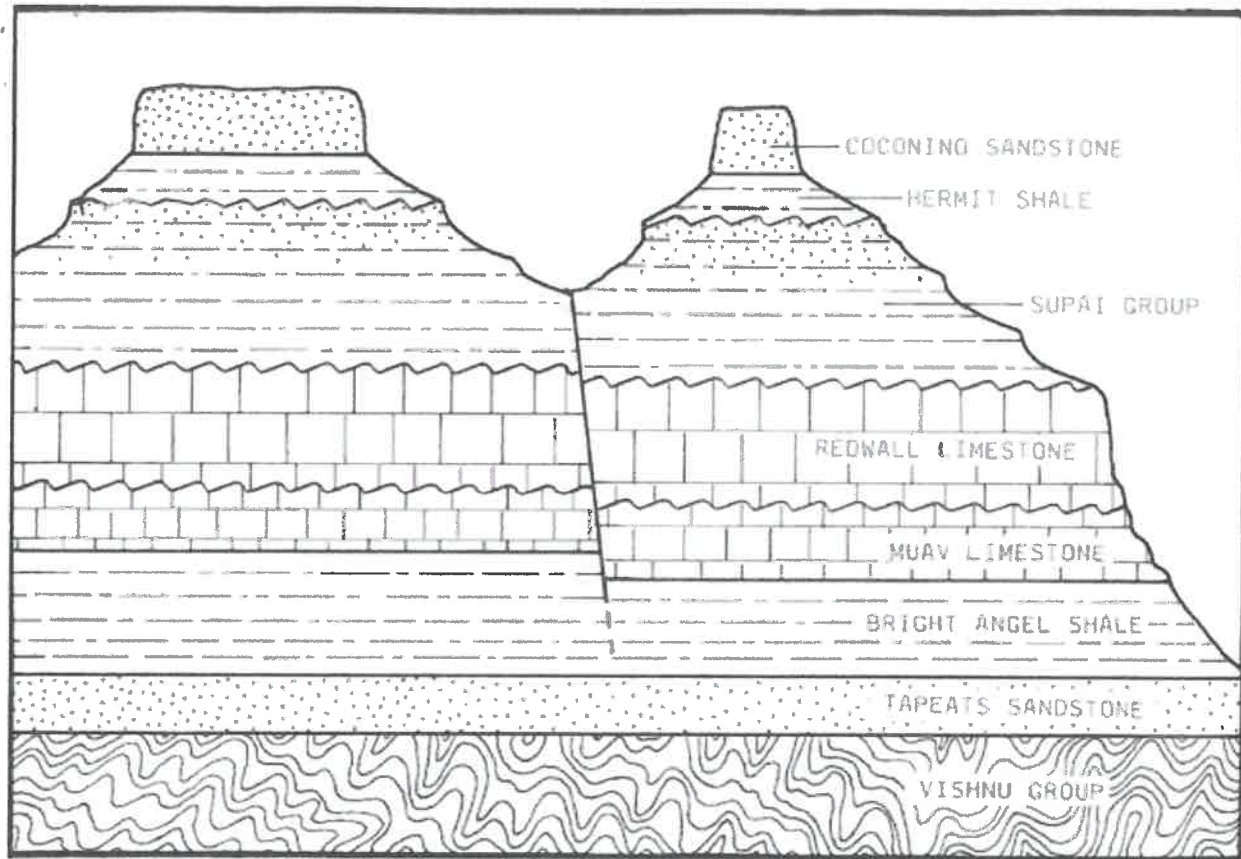 COCONINO SANDSTONE
HERMIT SHALE
SUPAI GROUP
REDWALL LIMESTONE
MUAV LIMESTONE
BRIGHT ANGEL SHALE
TAPEATS SANDSTONE
VISHNU GROUP